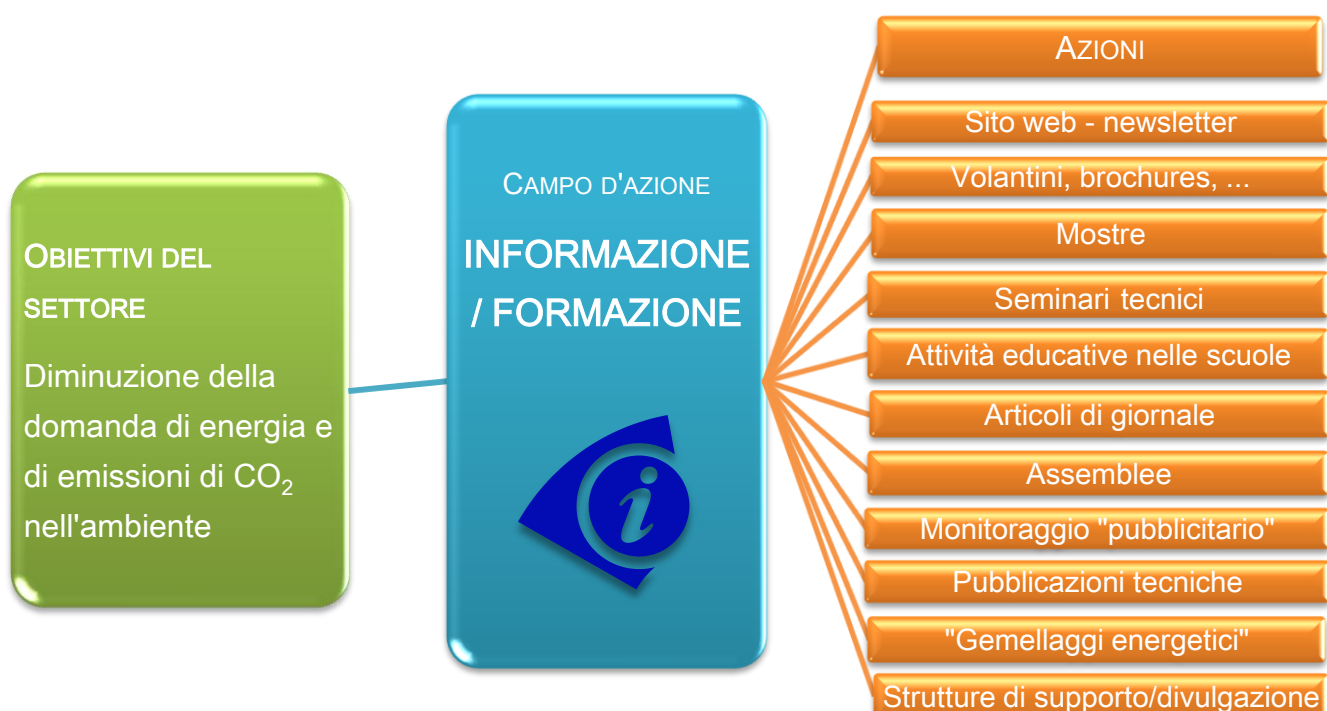 OBIETTIVI DEL
SETTORE
Diminuzione della
domanda di energia e
di emissioni di CO₂
nell'ambiente
CAMPO D'AZIONE
INFORMAZIONE
/ FORMAZIONE
i
AZIONI
Sito web - newsletter
Volantini, brochures, ...
Mostre
Seminari tecnici
Attività educative nelle scuole
Articoli di giornale
Assemblee
Monitoraggio "pubblicitario"
Pubblicazioni tecniche
"Gemellaggi energetici"
Strutture di supporto/divulgazione